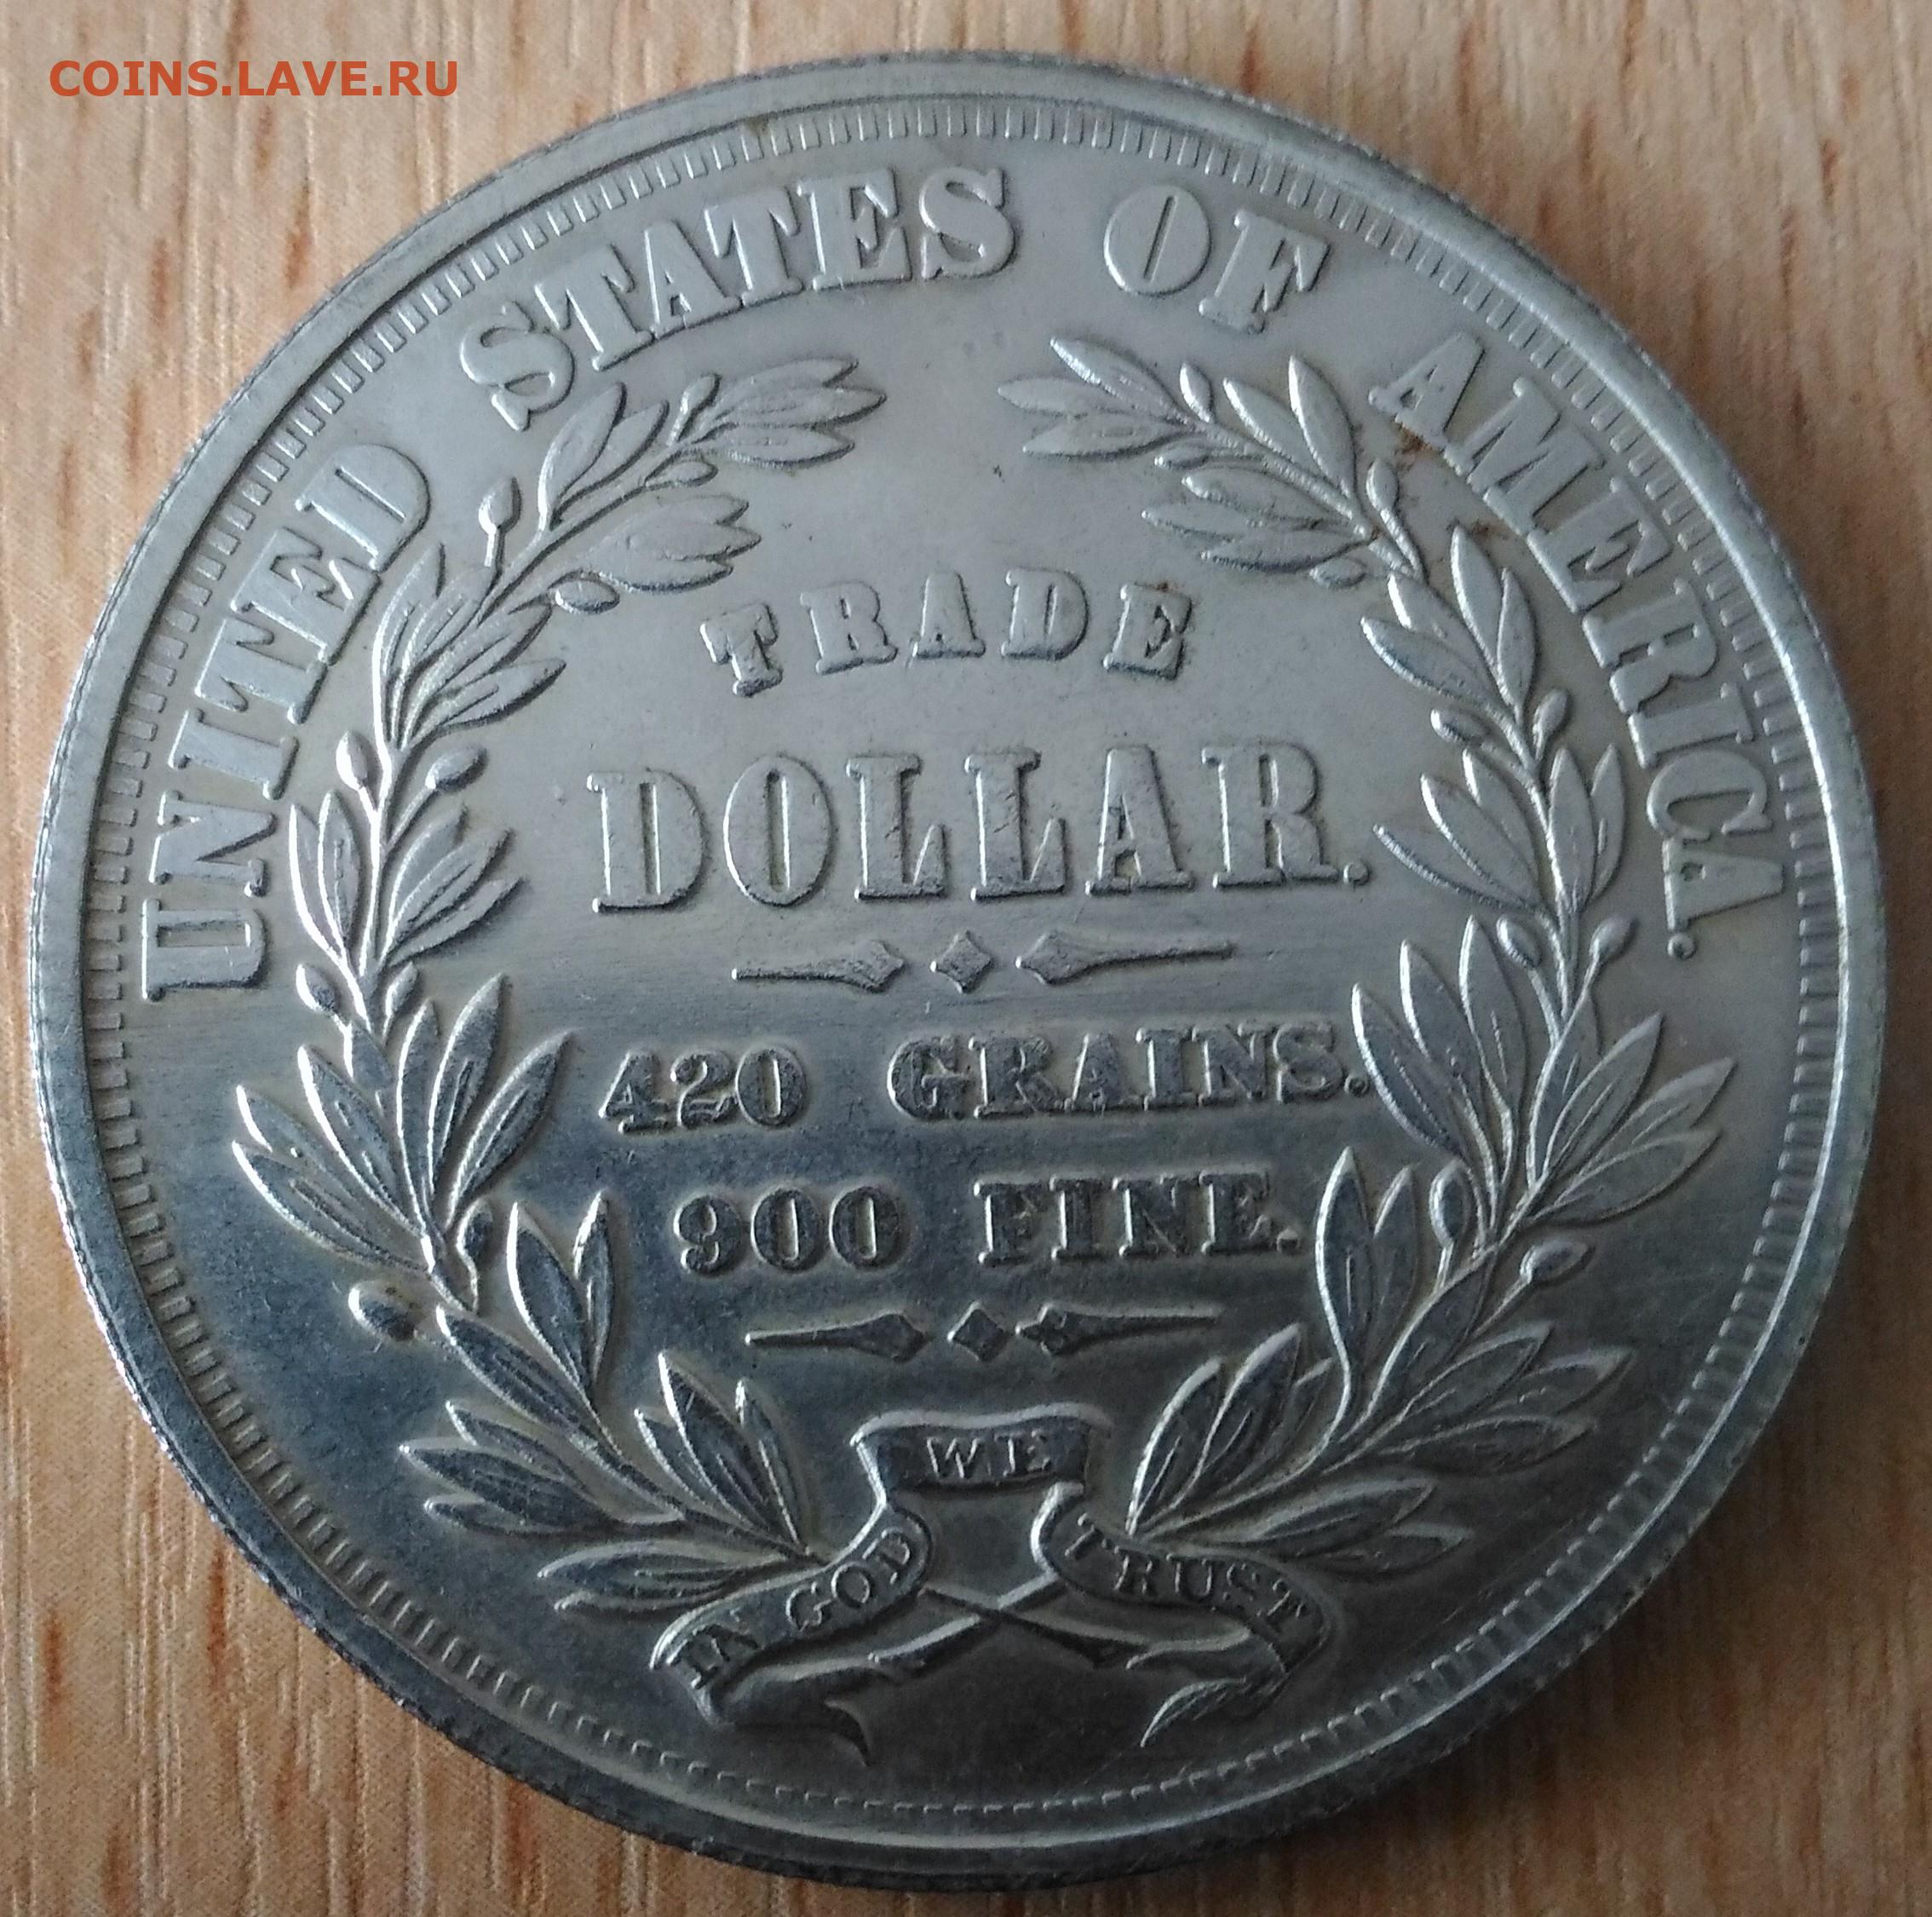 COINS.LAVE.RU
UNITED STATES OF AMERICA.
TRADE
DOLLAR.
420 GRAINS.
900 FINE.
IN GOD WE TRUST